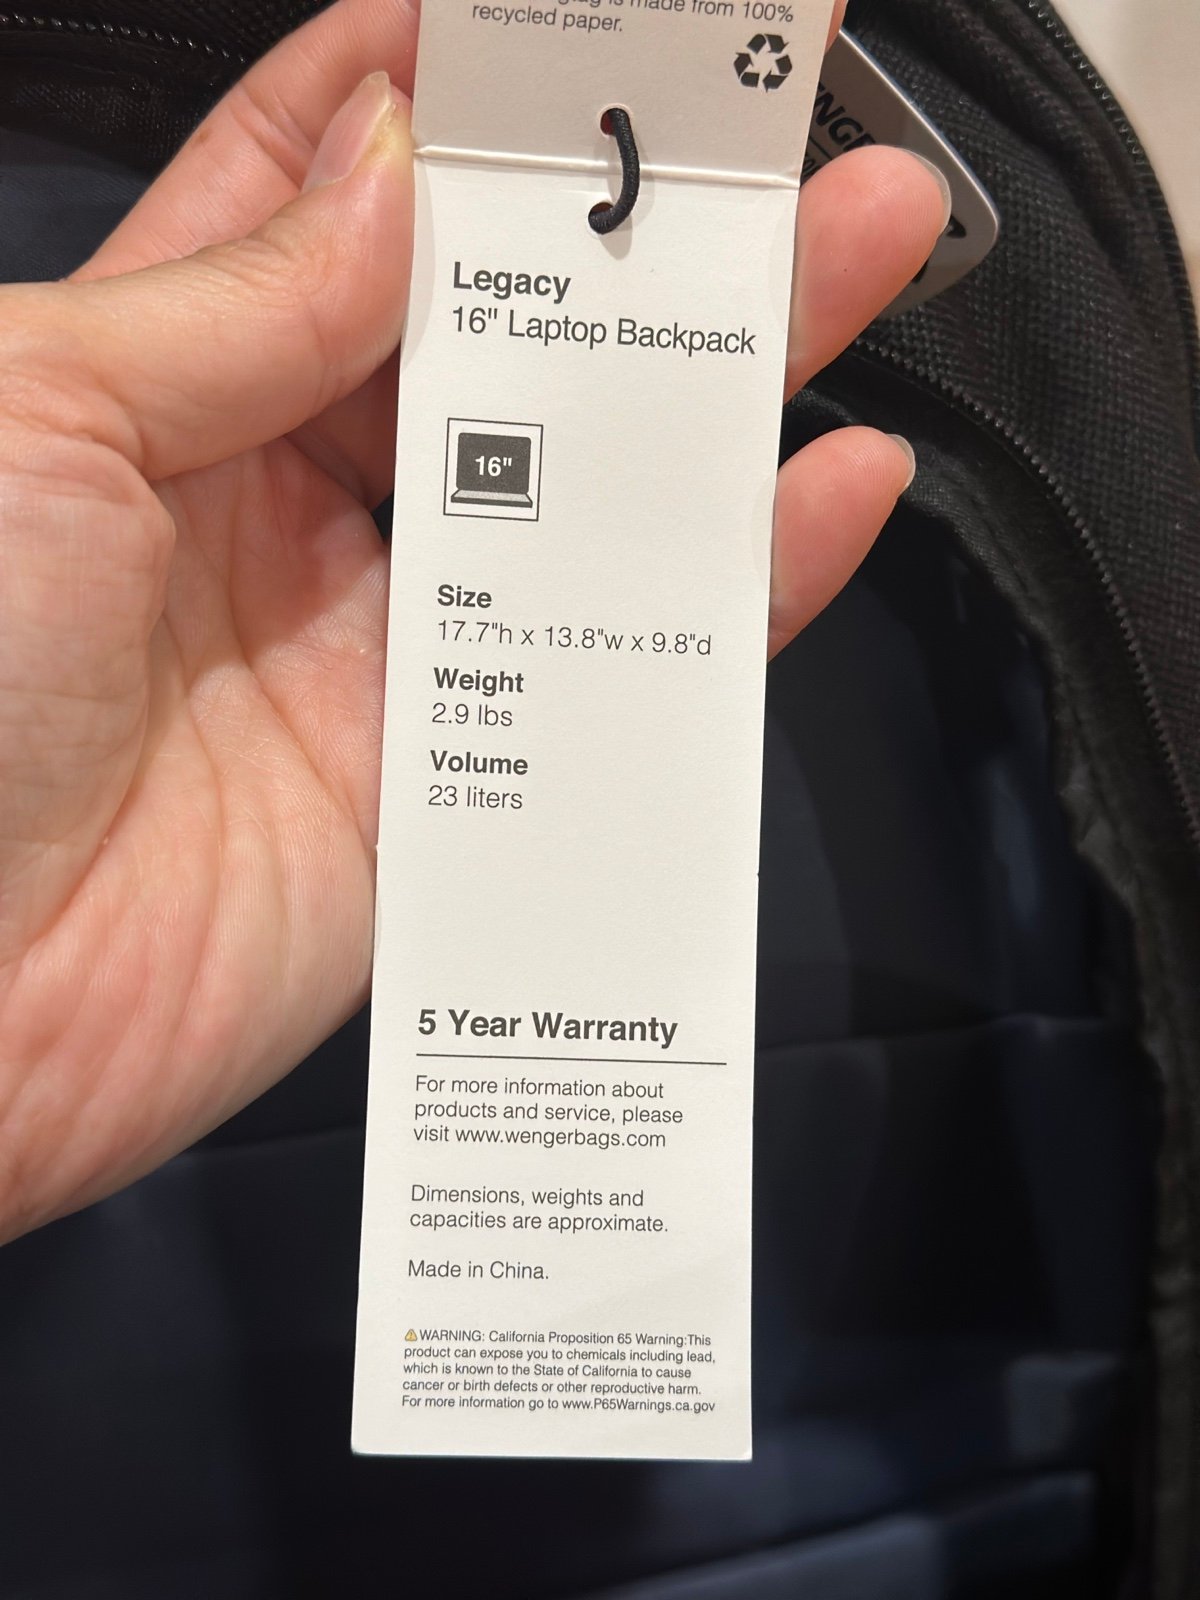 is made from 100%
recycled paper.
Legacy
16" Laptop Backpack
16"
Size
17.7"h x 13.8"w x 9.8"d
Weight
2.9 lbs
Volume
23 liters
5 Year Warranty
For more information about
products and service, please
visit www.wengerbags.com
Dimensions, weights and
capacities are approximate.
Made in China.
⚠WARNING: California Proposition 65 Warning:This
product can expose you to chemicals including lead,
which is known to the State of California to cause
cancer or birth defects or other reproductive harm.
For more information go to www.P65Warnings.ca.gov